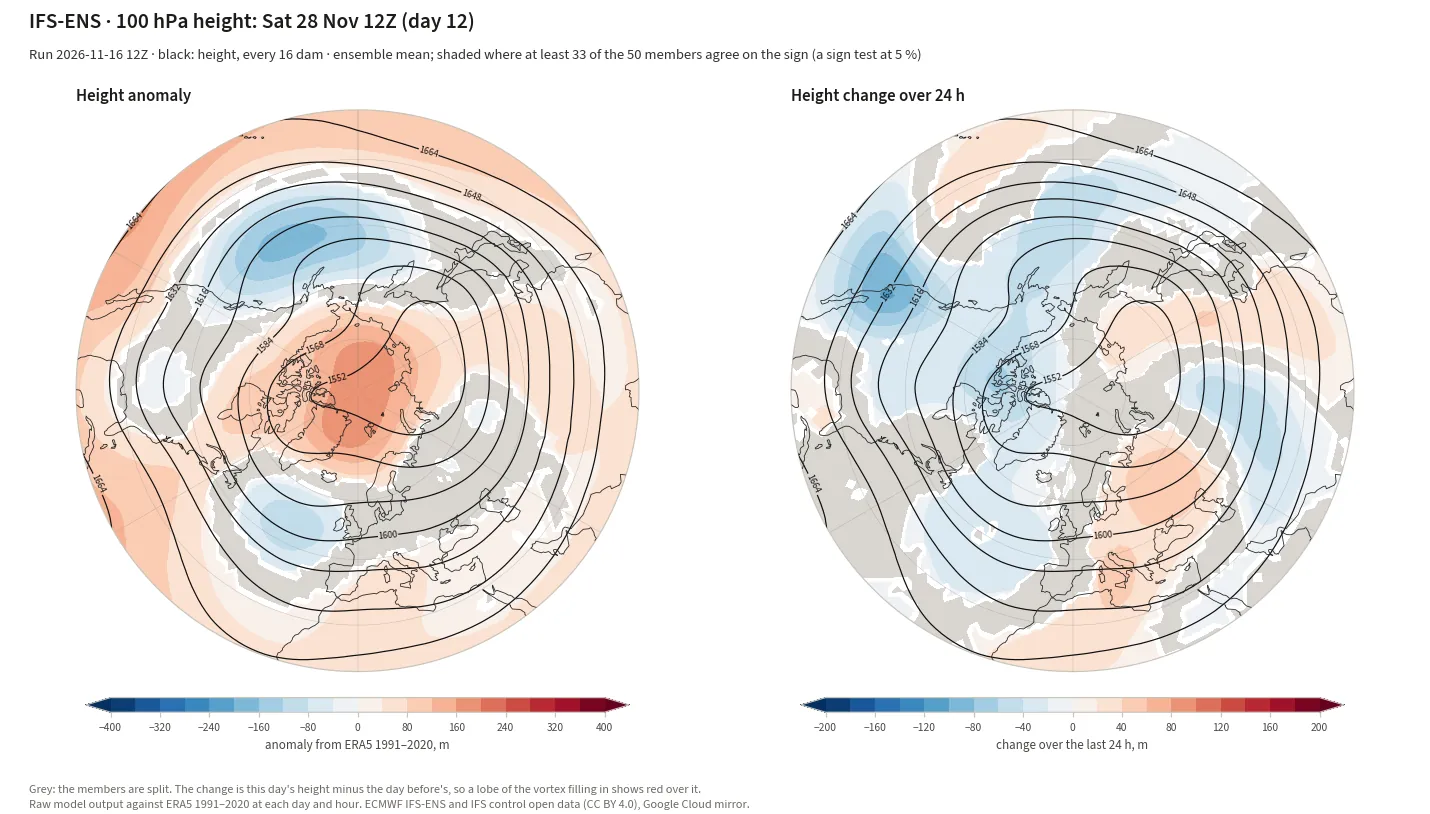 IFS-ENS · 100 hPa height: Sat 28 Nov 12Z (day 12)
Run 2026-11-16 12Z · black: height, every 16 dam · ensemble mean; shaded where at least 33 of the 50 members agree on the sign (a sign test at 5 %)
Height anomaly
Height change over 24 h
1664
1648
1664
1632
1616
1584
1568
1552
1664
1600
1664
1648
1664
1632
1616
1584
1568
1552
1664
1600
−400 −320 −240 −160 −80 0 80 160 240 320 400
anomaly from ERA5 1991–2020, m
−200 −160 −120 −80 −40 0 40 80 120 160 200
change over the last 24 h, m
Grey: the members are split. The change is this day's height minus the day before's, so a lobe of the vortex filling in shows red over it.
Raw model output against ERA5 1991–2020 at each day and hour. ECMWF IFS-ENS and IFS control open data (CC BY 4.0), Google Cloud mirror.